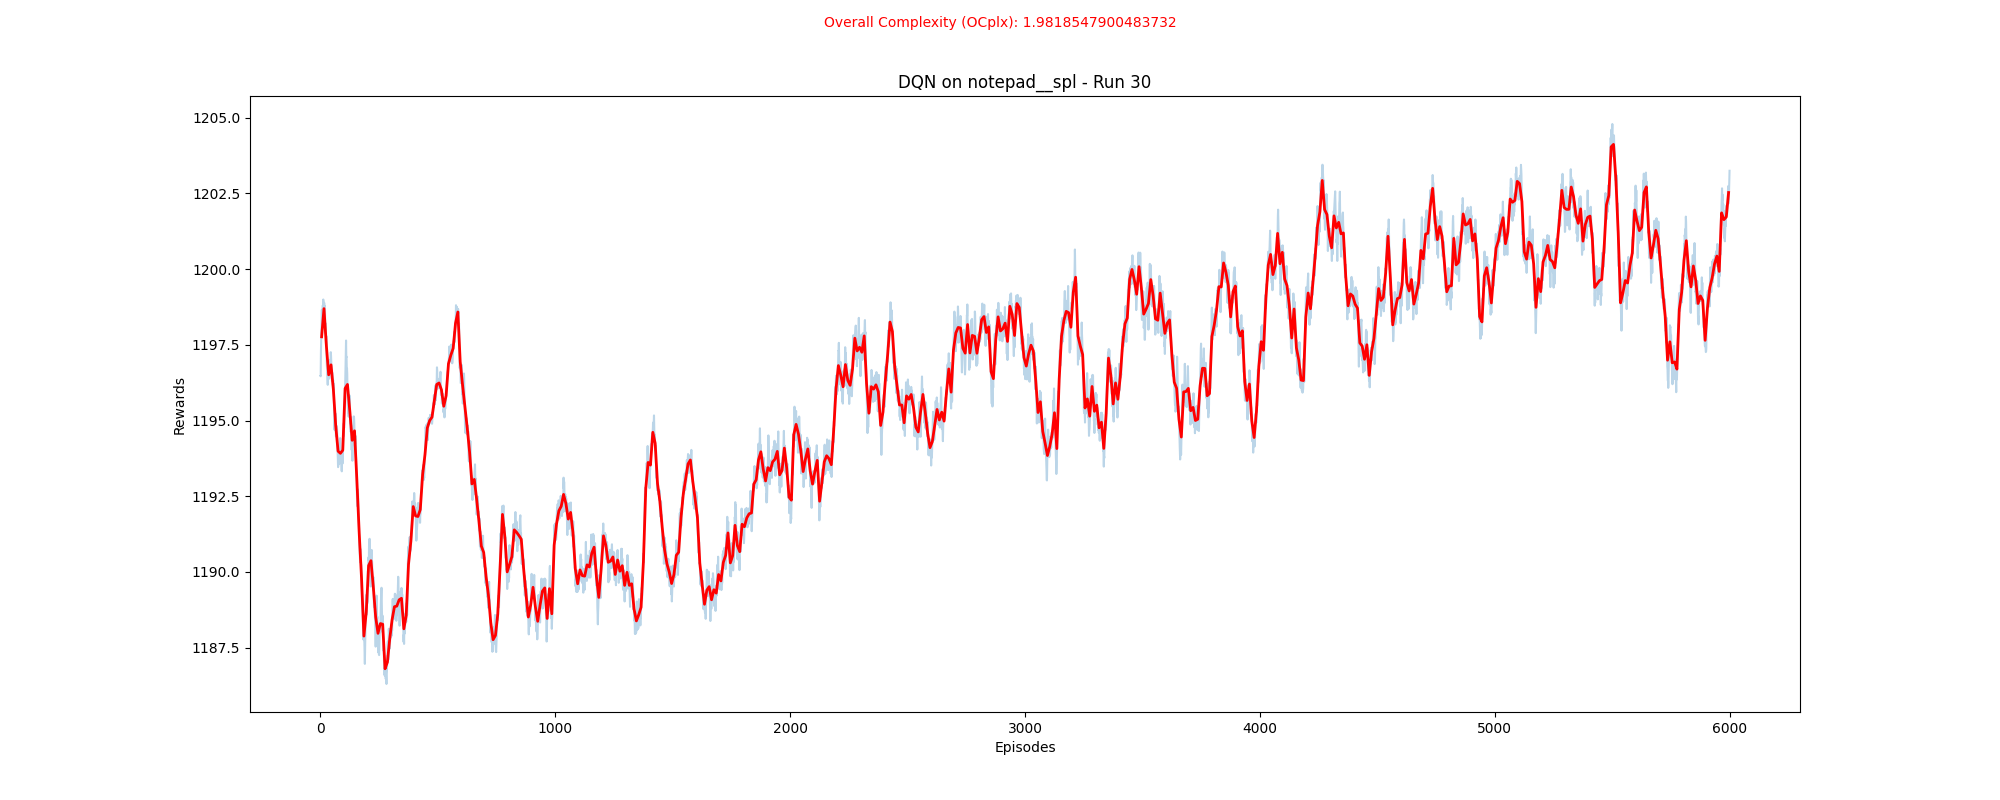 Overall Complexity (OCplx): 1.9818547900483732
DQN on notepad__spl - Run 30
Rewards
1205.0
1202.5
1200.0
1197.5
1195.0
1192.5
1190.0
1187.5
0 1000 2000 3000 4000 5000 6000
Episodes